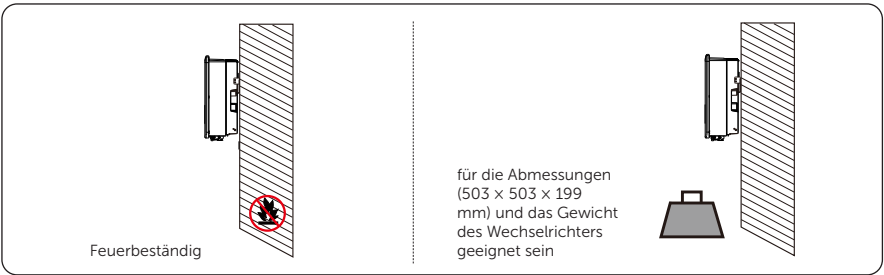 Feuerbeständig
für die Abmessungen
(503 × 503 × 199
mm) und das Gewicht
des Wechselrichters
geeignet sein